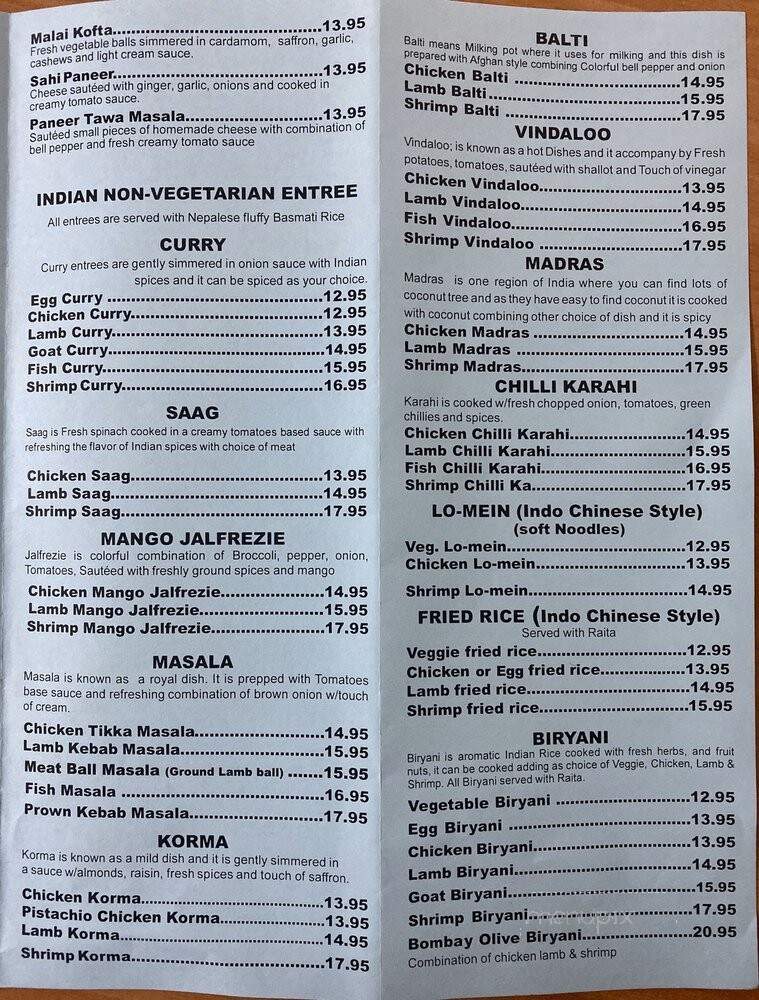 Malai Kofta..............................13.95
Fresh vegetable balls simmered in cardamom, saffron, garlic,
cashews and light cream sauce.
Sahi Paneer..............................13.95
Cheese sautéed with ginger, garlic, onions and cooked in
creamy tomato sauce.
Paneer Tawa Masala....................13.95
Sautéed small pieces of homemade cheese with combination of
bell pepper and fresh creamy tomato sauce
INDIAN NON-VEGETARIAN ENTREE
All entrees are served with Nepalese fluffy Basmati Rice
CURRY
Curry entrees are gently simmered in onion sauce with Indian
spices and it can be spiced as your choice.
Egg Curry ..............................12.95
Chicken Curry..........................12.95
Lamb Curry.............................13.95
Goat Curry..............................14.95
Fish Curry..............................15.95
Shrimp Curry...........................16.95
SAAG
Saag is Fresh spinach cooked in a creamy tomatoes based sauce with
refreshing the flavor of Indian spices with choice of meat
Chicken Saag..........................13.95
Lamb Saag.............................14.95
Shrimp Saag...........................17.95
MANGO JALFREZIE
Jalfrezie is colorful combination of Broccoli, pepper, onion,
Tomatoes, Sautéed with freshly ground spices and mango
Chicken Mango Jalfrezie..............14.95
Lamb Mango Jalfrezie.................15.95
Shrimp Mango Jalfrezie...............17.95
MASALA
Masala is known as a royal dish. It is prepped with Tomatoes
base sauce and refreshing combination of brown onion w/touch
of cream.
Chicken Tikka Masala.................14.95
Lamb Kebab Masala...................15.95
Meat Ball Masala (Ground Lamb ball) .......15.95
Fish Masala ............................16.95
Prown Kebab Masala..................17.95
KORMA
Korma is known as a mild dish and it is gently simmered in
a sauce w/almonds, raisin, fresh spices and touch of saffron.
Chicken Korma.........................13.95
Pistachio Chicken Korma..............13.95
Lamb Korma............................14.95
Shrimp Korma..........................17.95
BALTI
Balti means Milking pot where it uses for milking and this dish is
prepared with Afghan style combining Colorful bell pepper and onion
Chicken Balti .........................14.95
Lamb Balti.............................15.95
Shrimp Balti ..........................17.95
VINDALOO
Vindaloo; is known as a hot Dishes and it accompany by Fresh
potatoes, tomatoes, sautéed with shallot and Touch of vinegar
Chicken Vindaloo......................13.95
Lamb Vindaloo.........................14.95
Fish Vindaloo..........................16.95
Shrimp Vindaloo ......................17.95
MADRAS
Madras is one region of India where you can find lots of
coconut tree and as they have easy to find coconut it is cooked
with coconut combining other choice of dish and it is spicy
Chicken Madras .......................14.95
Lamb Madras ..........................15.95
Shrimp Madras.........................17.95
CHILLI KARAHI
Karahi is cooked w/fresh chopped onion, tomatoes, green
chillies and spices.
Chicken Chilli Karahi..................14.95
Lamb Chilli Karahi.....................15.95
Fish Chilli Karahi......................16.95
Shrimp Chilli Ka.......................17.95
LO-MEIN (Indo Chinese Style)
(soft Noodles)
Veg. Lo-mein...........................12.95
Chicken Lo-mein.......................13.95
Shrimp Lo-mein........................14.95
FRIED RICE (Indo Chinese Style)
Served with Raita
Veggie fried rice.......................12.95
Chicken or Egg fried rice..............13.95
Lamb fried rice.........................14.95
Shrimp fried rice.......................15.95
BIRYANI
Biryani is aromatic Indian Rice cooked with fresh herbs, and fruit
nuts, it can be cooked adding as choice of Veggie, Chicken, Lamb &
Shrimp. All Biryani served with Raita.
Vegetable Biryani .....................12.95
Egg Biryani ............................13.95
Chicken Biryani........................13.95
Lamb Biryani...........................14.95
Goat Biryani............................15.95
Shrimp Biryani.........................17.95
Bombay Olive Biryani..................20.95
Combination of chicken lamb & shrimp